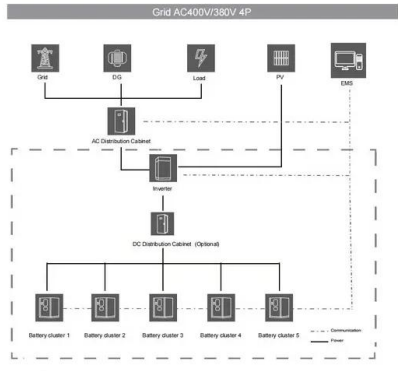 Grid AC400V/380V 4P
Grid
DG
Load
PV
EMS
AC Distribution Cabinet
Inverter
DC Distribution Cabinet (Optional)
Battery cluster 1
Battery cluster 2
Battery cluster 3
Battery cluster 4
Battery cluster 5
Communication
Power